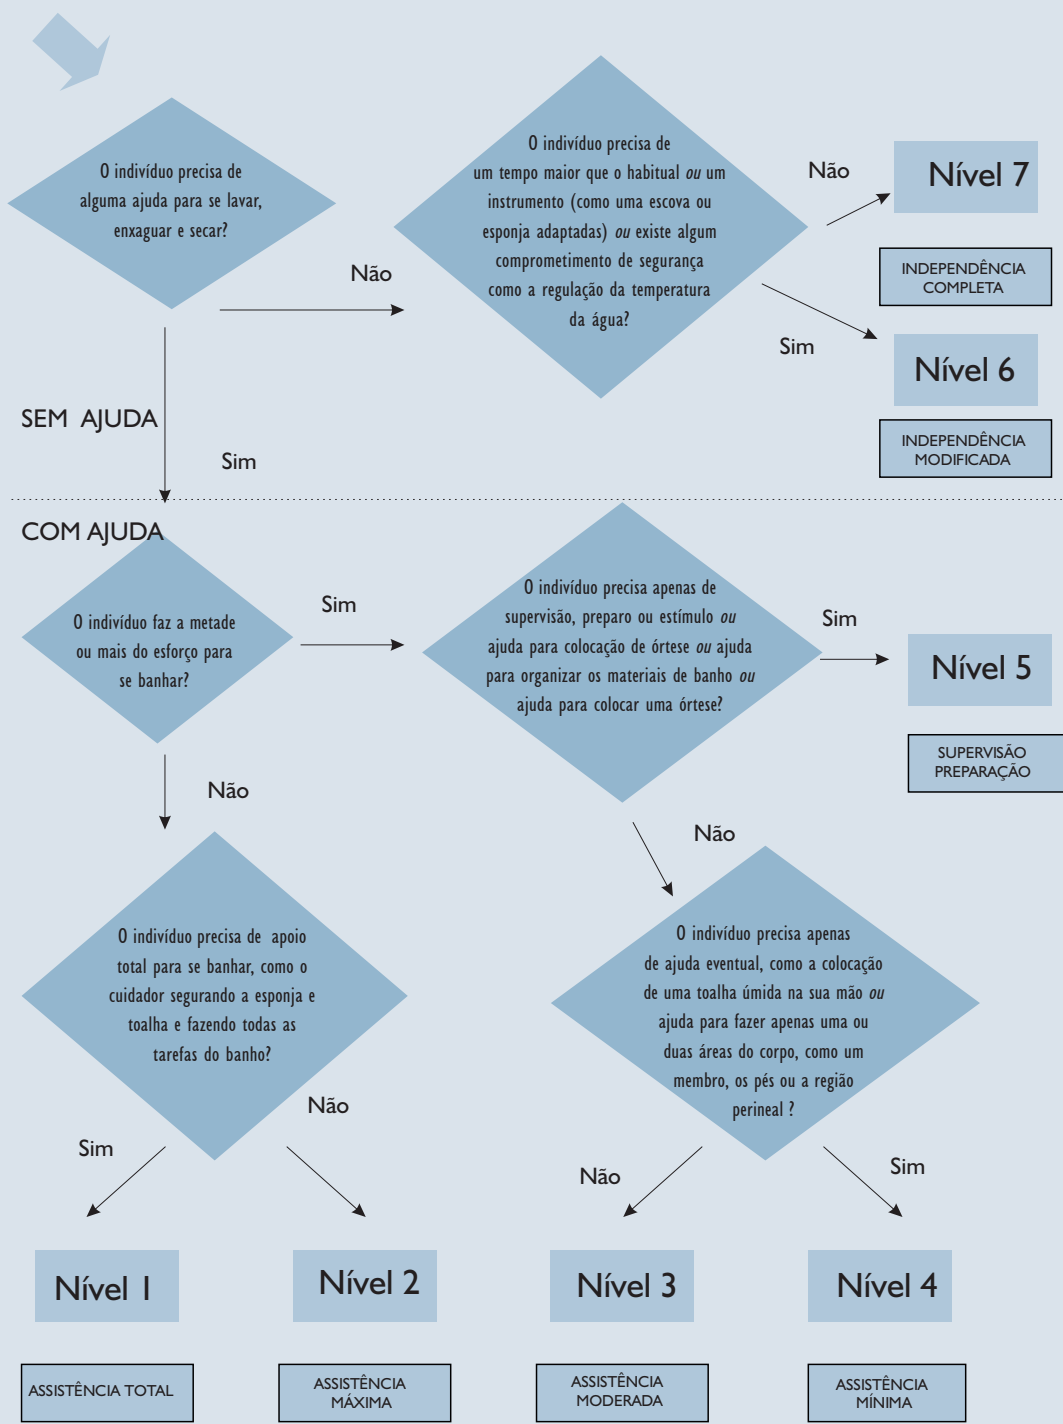 O indivíduo precisa de
alguma ajuda para se lavar,
enxaguar e secar?
Não
O indivíduo precisa de
um tempo maior que o habitual ou um
instrumento (como uma escova ou
esponja adaptadas) ou existe algum
comprometimento de segurança
como a regulação da temperatura
da água?
Não
Nível 7
INDEPENDÊNCIA
COMPLETA
Sim
Nível 6
INDEPENDÊNCIA
MODIFICADA
SEM AJUDA
Sim
COM AJUDA
O indivíduo faz a metade
ou mais do esforço para
se banhar?
Sim
O indivíduo precisa apenas de
supervisão, preparo ou estímulo ou
ajuda para colocação de órtese ou ajuda
para organizar os materiais de banho ou
ajuda para colocar uma órtese?
Sim
Nível 5
SUPERVISÃO
PREPARAÇÃO
Não
Não
O indivíduo precisa de apoio
total para se banhar, como o
cuidador segurando a esponja e
toalha e fazendo todas as
tarefas do banho?
O indivíduo precisa apenas
de ajuda eventual, como a colocação
de uma toalha úmida na sua mão ou
ajuda para fazer apenas uma ou
duas áreas do corpo, como um
membro, os pés ou a região
perineal ?
Sim
Não
Não
Sim
Nível 1
Nível 2
Nível 3
Nível 4
ASSISTÊNCIA TOTAL
ASSISTÊNCIA
MÁXIMA
ASSISTÊNCIA
MODERADA
ASSISTÊNCIA
MÍNIMA